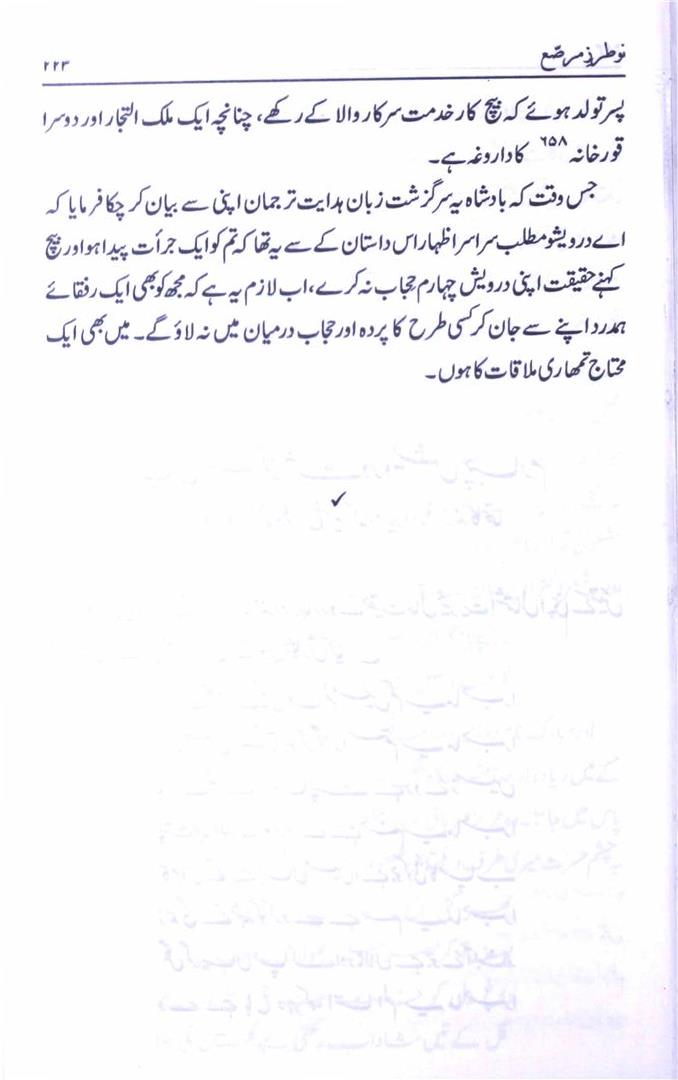 نو طرزِ مرصّع
۲۲۳
پسر تولد ہوئے کہ بیچ کار خدمت سرکار والا کے رکھے، چنانچہ ایک ملک التجار اور دوسرا
قور خانہ ۶۵۸ کا داروغہ ہے۔
جس وقت کہ بادشاہ یہ سرگزشت زبان ہدایت ترجمان اپنی سے بیان کر چکا فرمایا کہ
اے درویشو مطلب سراسر اظہار اس داستان کے سے یہ تھا کہ تم کو ایک جرأت پیدا ہو اور بیچ
کہنے حقیقت اپنی درویش چہارم حجاب نہ کرے، اب لازم یہ ہے کہ مجھ کو بھی ایک رفقائے
ہمدرد اپنے سے جان کر کسی طرح کا پردہ اور حجاب درمیان میں نہ لاؤ گے۔ میں بھی ایک
محتاج تمھاری ملاقات کا ہوں۔